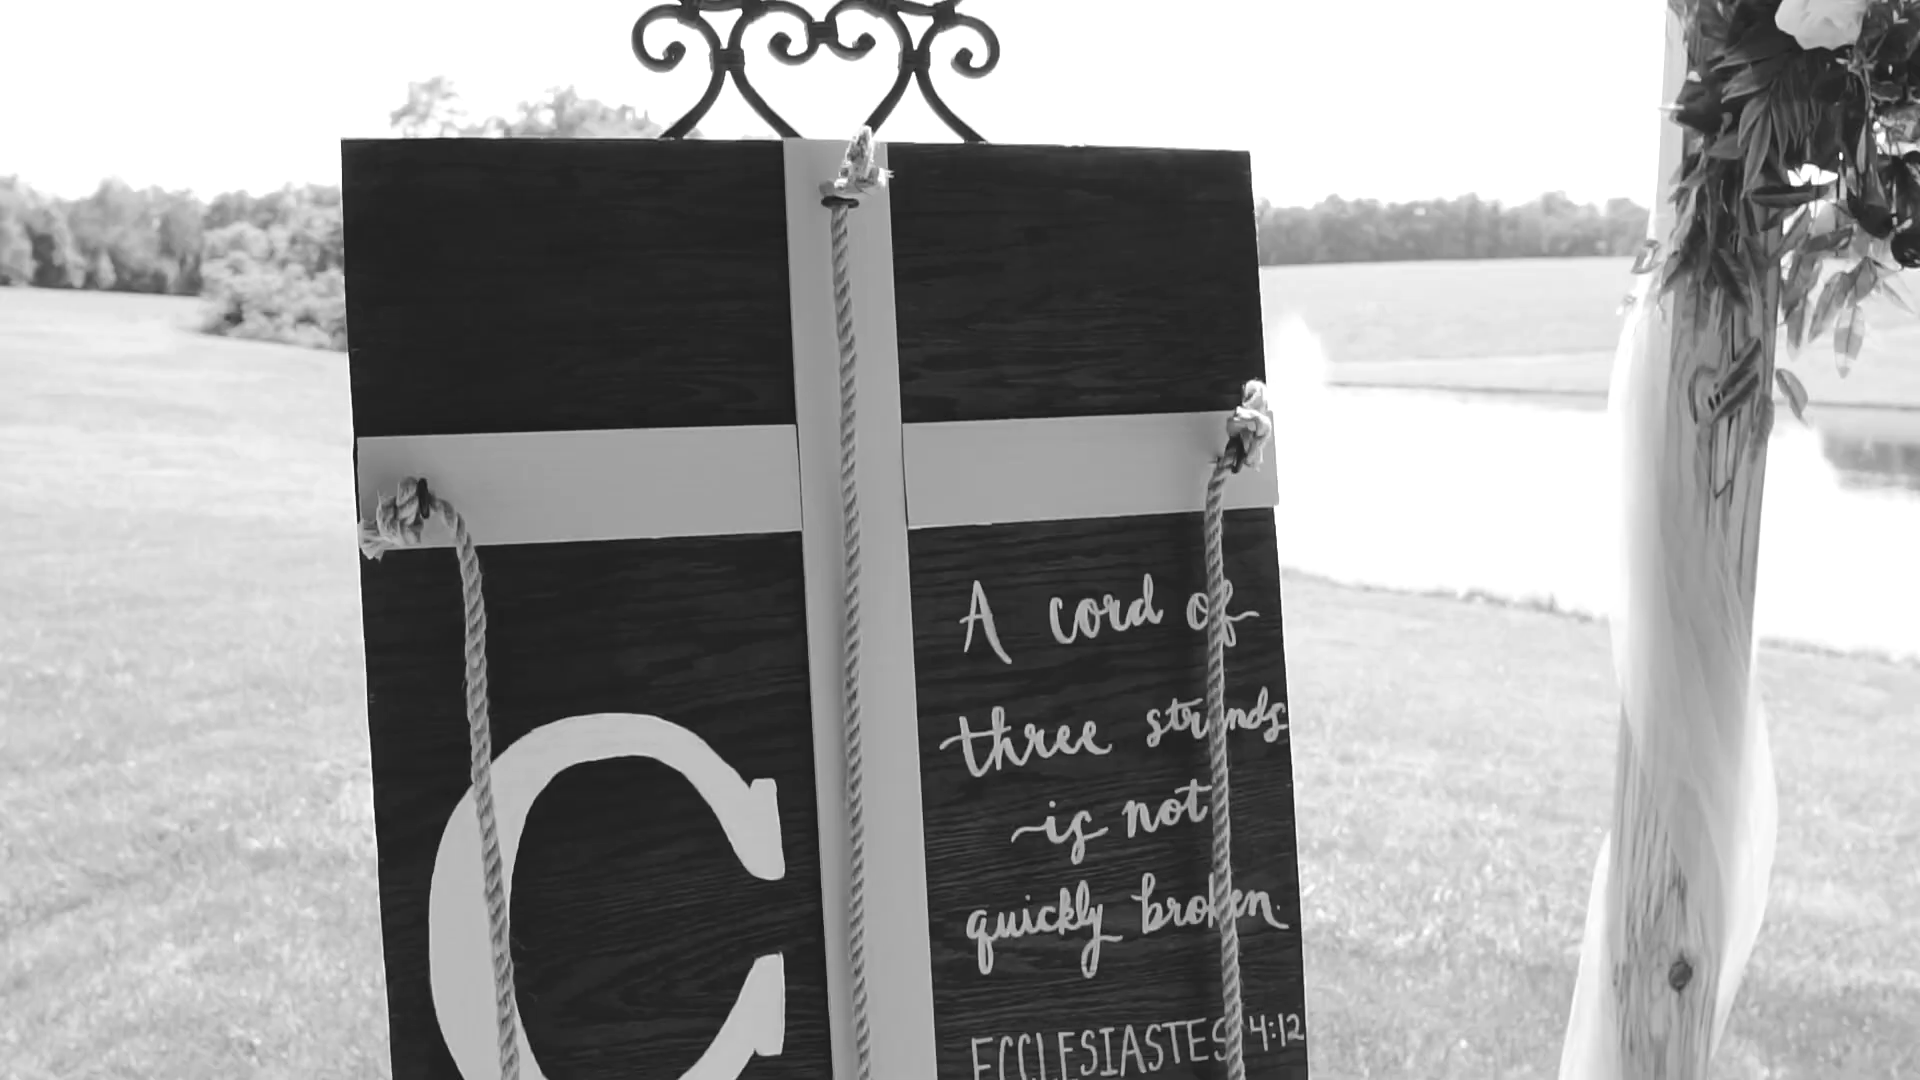 C
A cord of
three strands
is not
quickly broken.
ECCLESIASTES 4:12